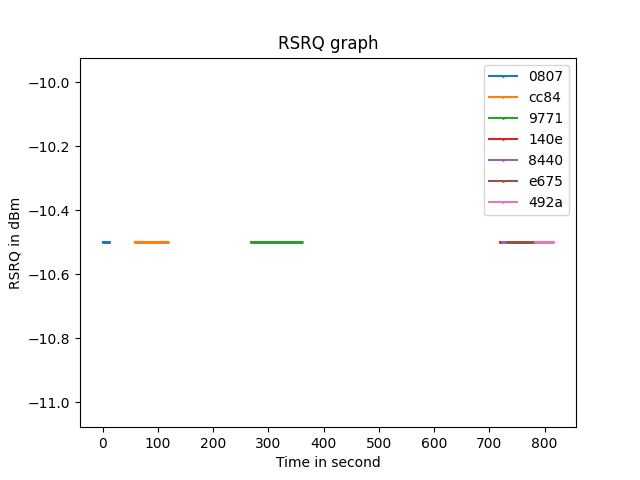 RSRQ graph
0807
cc84
9771
140e
8440
e675
492a
−10.0
−10.2
−10.4
−10.6
−10.8
−11.0
RSRQ in dBm
0 100 200 300 400 500 600 700 800
Time in second